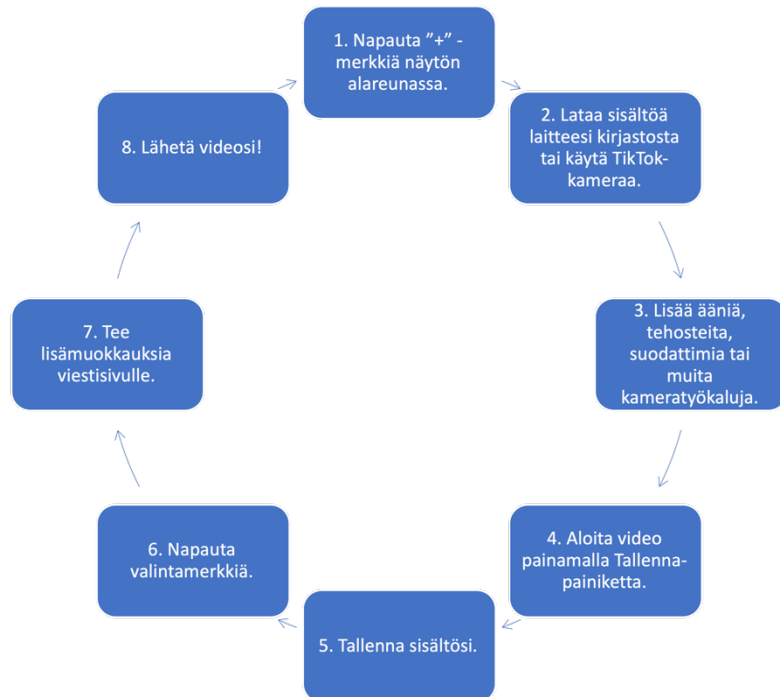 1. Napauta ”+” -
merkkiä näytön
alareunassa.
2. Lataa sisältöä
laitteesi kirjastosta
tai käytä TikTok-
kameraa.
3. Lisää ääniä,
tehosteita,
suodattimia tai
muita
kameratyökaluja.
4. Aloita video
painamalla Tallenna-
painiketta.
5. Tallenna sisältösi.
6. Napauta
valintamerkkiä.
7. Tee
lisämuokkauksia
viestisivulle.
8. Lähetä videosi!